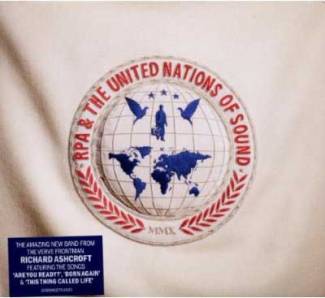 RPA & THE UNITED NATIONS OF SOUND
MMX
THE AMAZING NEW BAND FROM
THE VERVE FRONTMAN
RICHARD ASHCROFT
FEATURING THE SONGS
'ARE YOU READY?', 'BORN AGAIN'
& 'THIS THING CALLED LIFE'